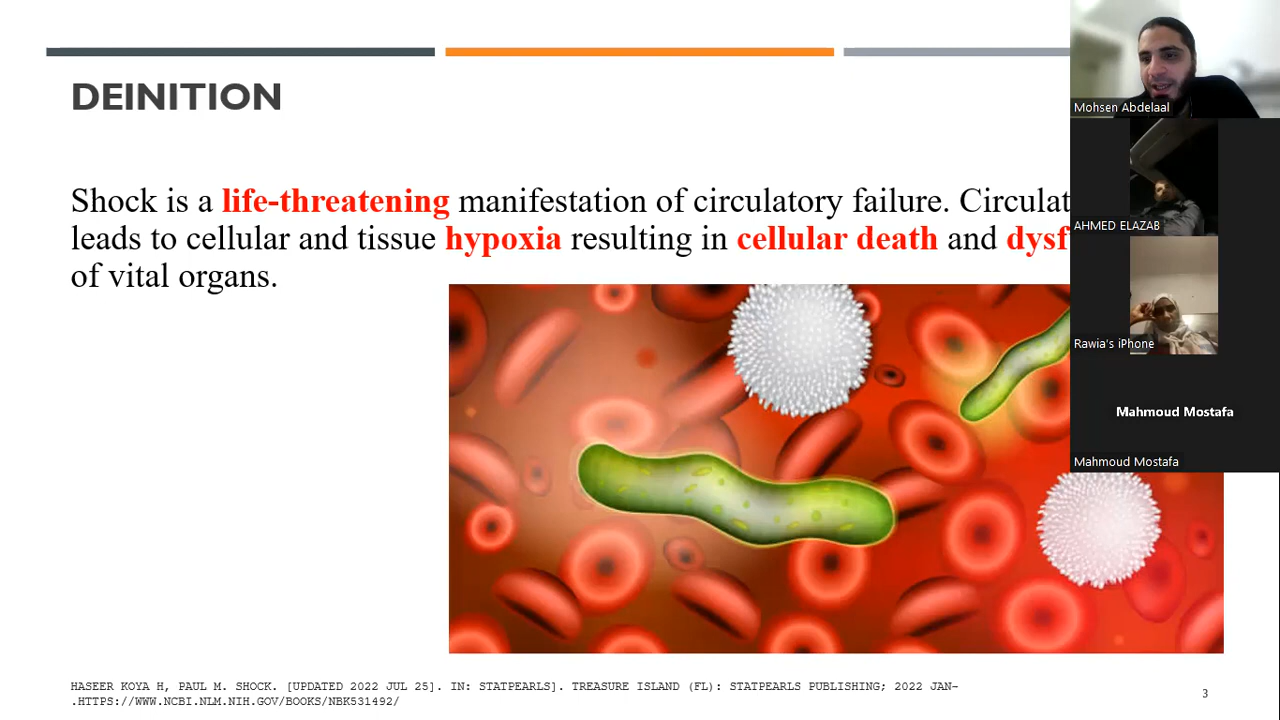 DEINITION
Shock is a life-threatening manifestation of circulatory failure. Circulat
leads to cellular and tissue hypoxia resulting in cellular death and dysf
of vital organs.
HASEER KOYA H, PAUL M. SHOCK. [UPDATED 2022 JUL 25]. IN: STATPEARLS]. TREASURE ISLAND (FL): STATPEARLS PUBLISHING; 2022 JAN-
.HTTPS://WWW.NCBI.NLM.NIH.GOV/BOOKS/NBK531492/
3
Mohsen Abdelaal
AHMED ELAZAB
Rawia's iPhone
Mahmoud Mostafa
Mahmoud Mostafa